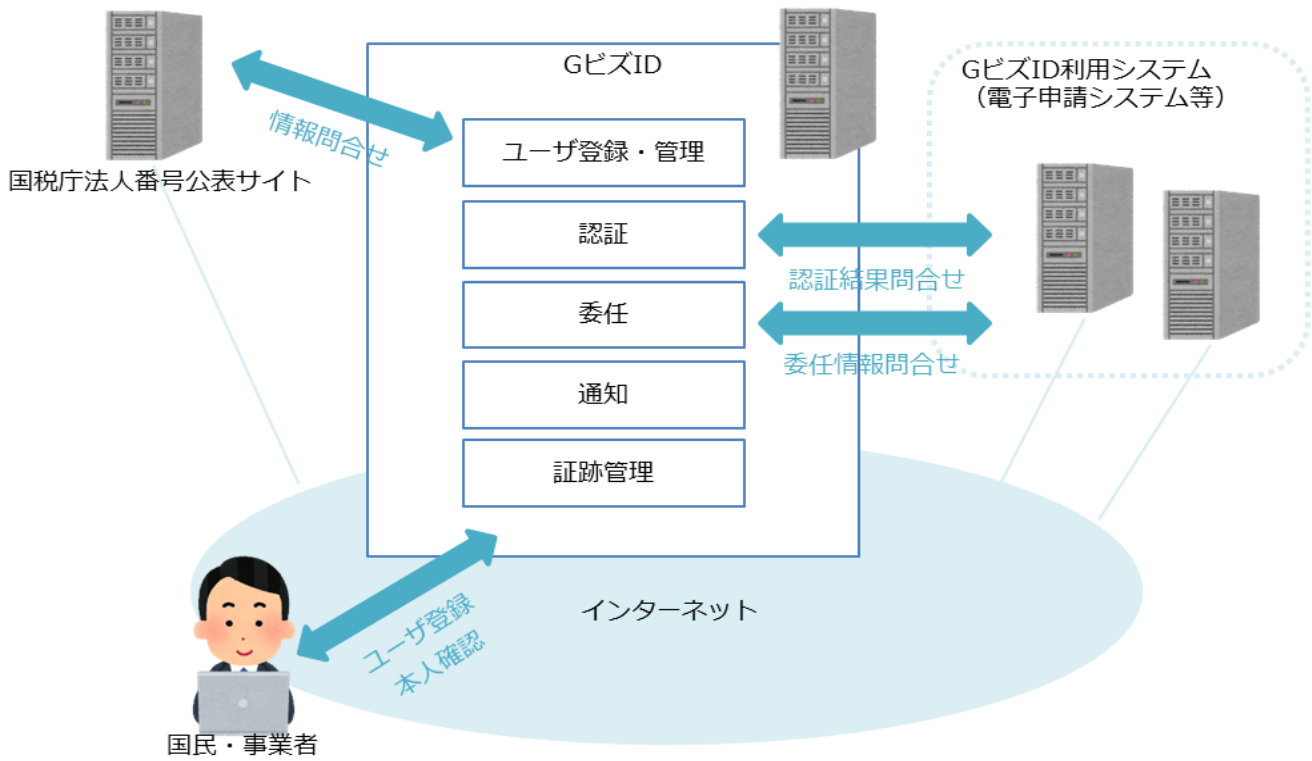 GビズID
GビズID利用システム
（電子申請システム等）
情報問合せ
国税庁法人番号公表サイト
ユーザ登録・管理
認証
認証結果問合せ
委任
委任情報問合せ
通知
証跡管理
インターネット
ユーザ登録
本人確認
国民・事業者